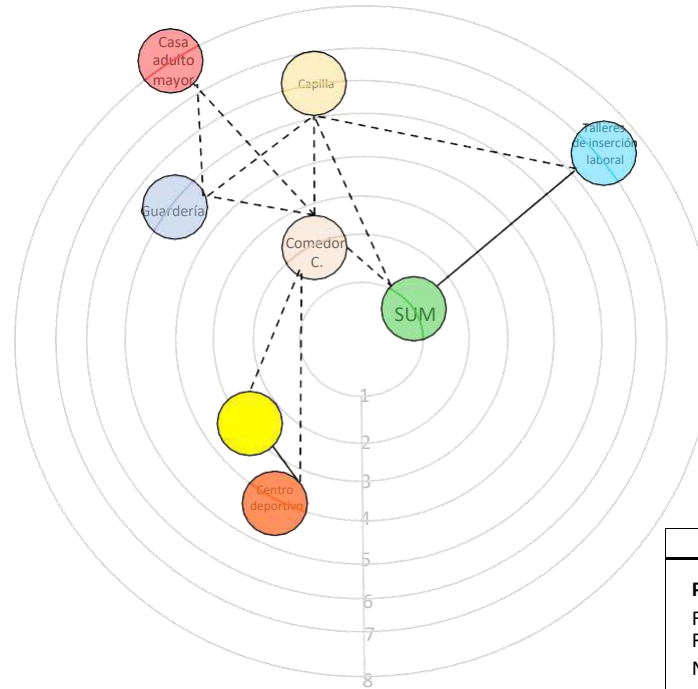 Casa
adulto
mayor
Capilla
Talleres
de inserción
laboral
Guardería
Comedor
C.
SUM
1
2
3
Centro
deportivo
4
5
6
7
8